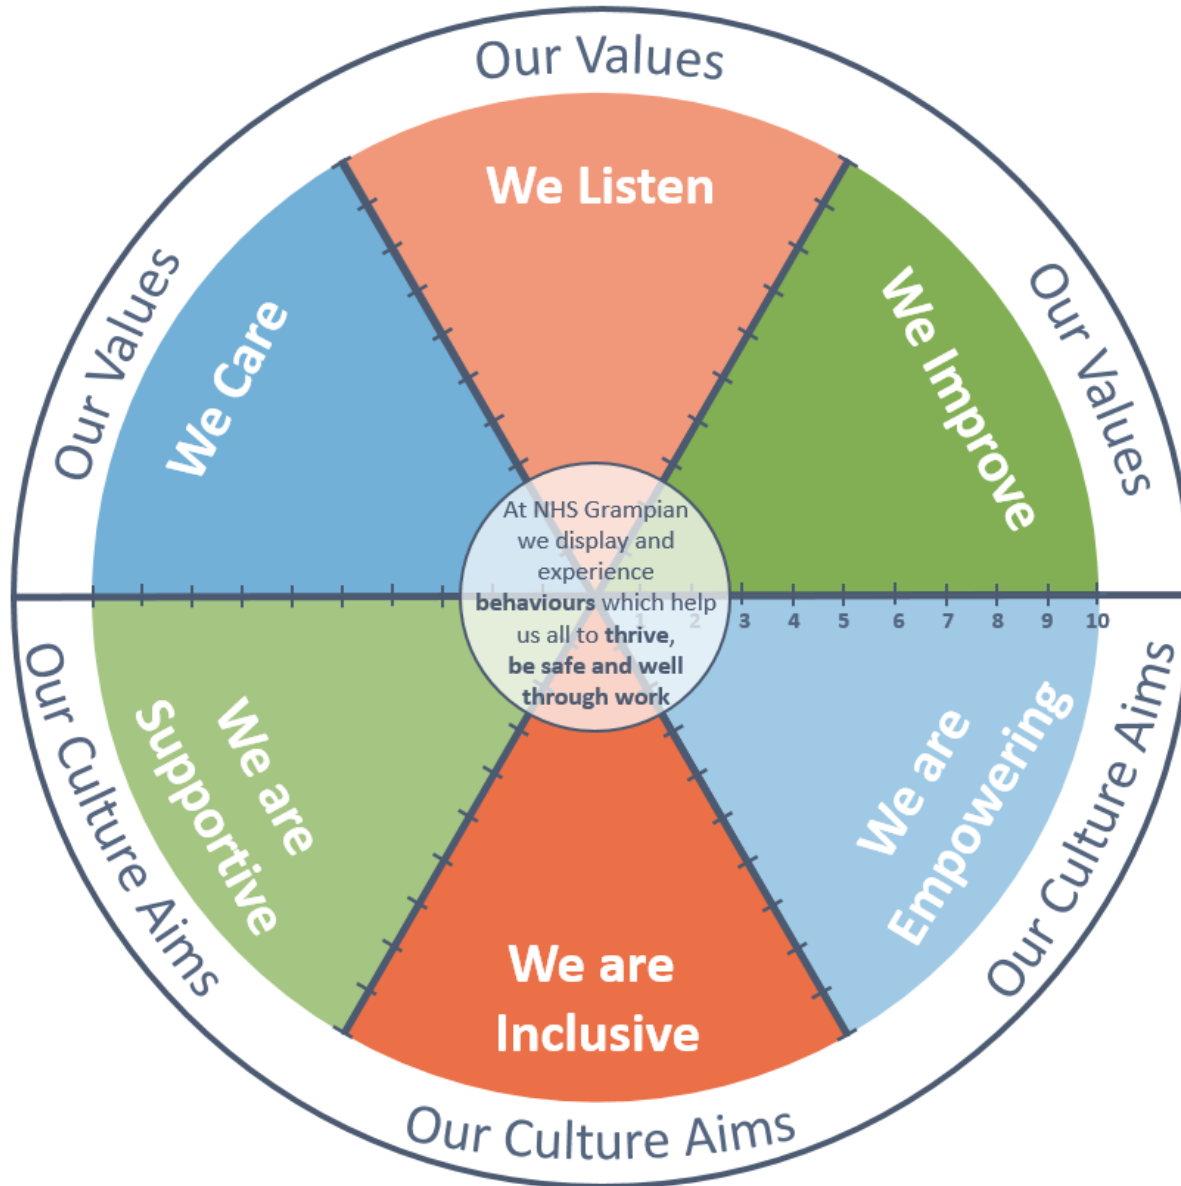 Our Values
We Listen
Our Values
We Care
Our Values
We Improve
At NHS Grampian
we display and
experience
behaviours which help
us all to thrive,
be safe and well
through work
1 2 3 4 5 6 7 8 9 10
We are
Supportive
Our Culture Aims
We are
Empowering
Our Culture Aims
We are
Inclusive
Our Culture Aims